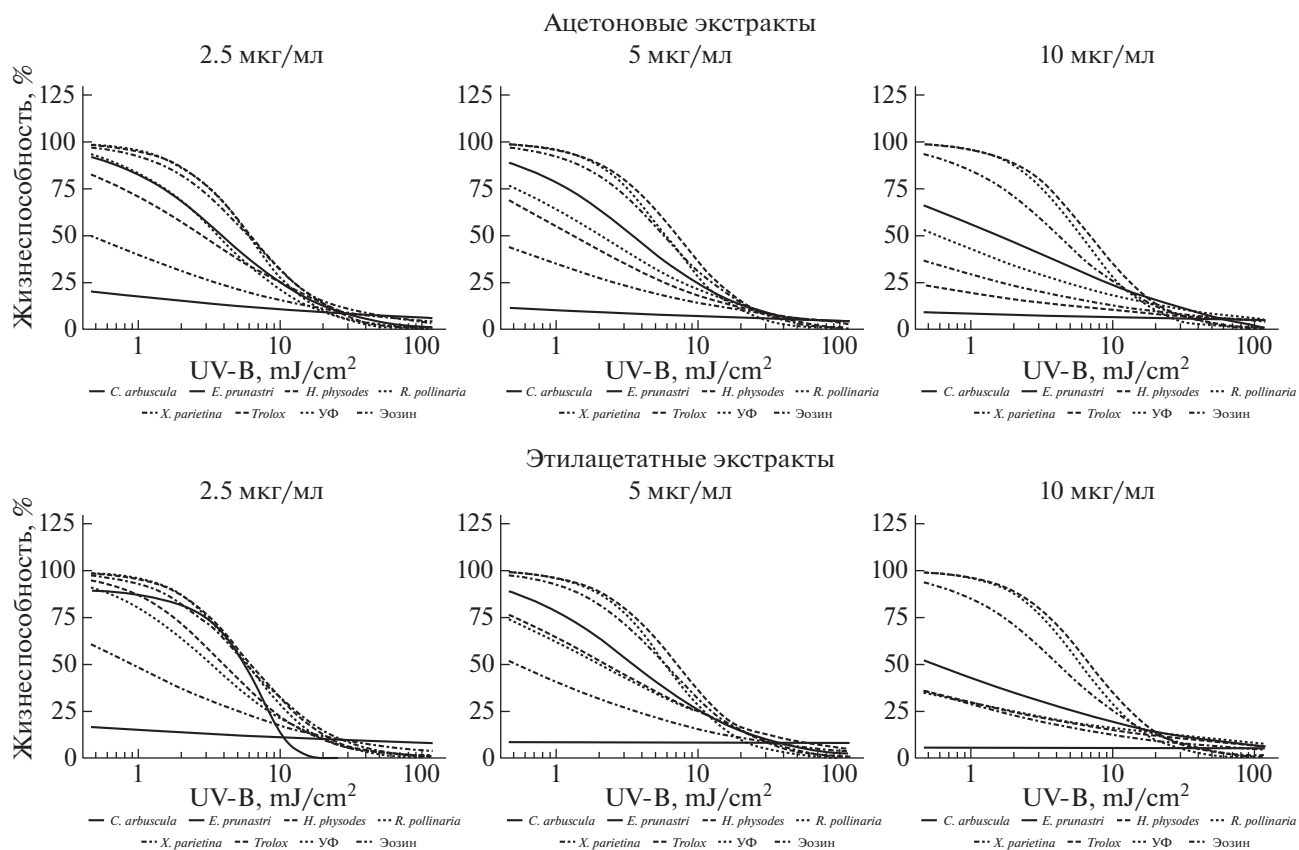 Ацетоновые экстракты
2.5 мкг/мл
5 мкг/мл
10 мкг/мл
Жизнеспособность, %
125
100
75
50
25
0
1
10
100
UV-B, mJ/cm²
125
100
75
50
25
0
1
10
100
UV-B, mJ/cm²
125
100
75
50
25
0
1
10
100
UV-B, mJ/cm²
C. arbuscula E. prunastri H. physodes R. pollinaria
X. parietina Trolox УФ Эозин
C. arbuscula E. prunastri H. physodes R. pollinaria
X. parietina Trolox УФ Эозин
C. arbuscula E. prunastri H. physodes R. pollinaria
X. parietina Trolox УФ Эозин
Этилацетатные экстракты
2.5 мкг/мл
5 мкг/мл
10 мкг/мл
Жизнеспособность, %
125
100
75
50
25
0
1
10
100
UV-B, mJ/cm²
125
100
75
50
25
0
1
10
100
UV-B, mJ/cm²
125
100
75
50
25
0
1
10
100
UV-B, mJ/cm²
C. arbuscula E. prunastri H. physodes R. pollinaria
X. parietina Trolox УФ Эозин
C. arbuscula E. prunastri H. physodes R. pollinaria
X. parietina Trolox УФ Эозин
C. arbuscula E. prunastri H. physodes R. pollinaria
X. parietina Trolox УФ Эозин